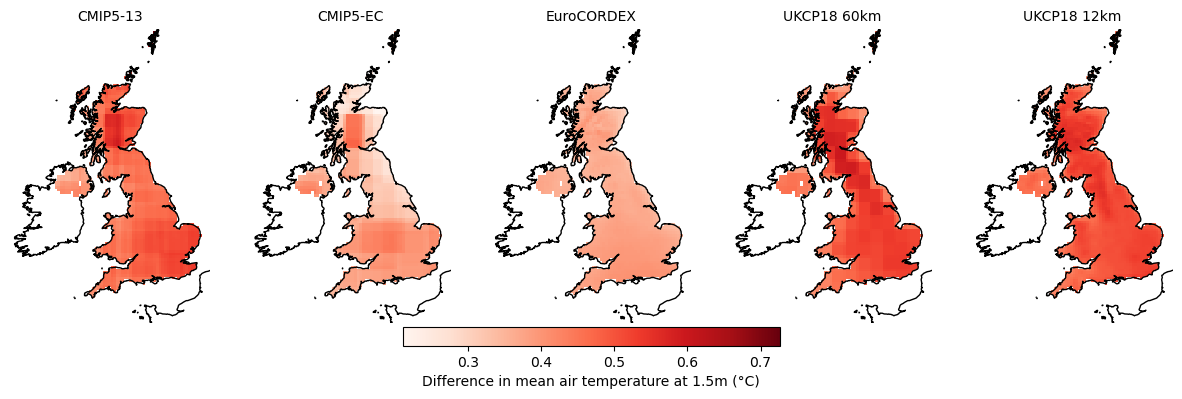 CMIP5-13 CMIP5-EC EuroCORDEX UKCP18 60km UKCP18 12km
0.3 0.4 0.5 0.6 0.7
Difference in mean air temperature at 1.5m (°C)